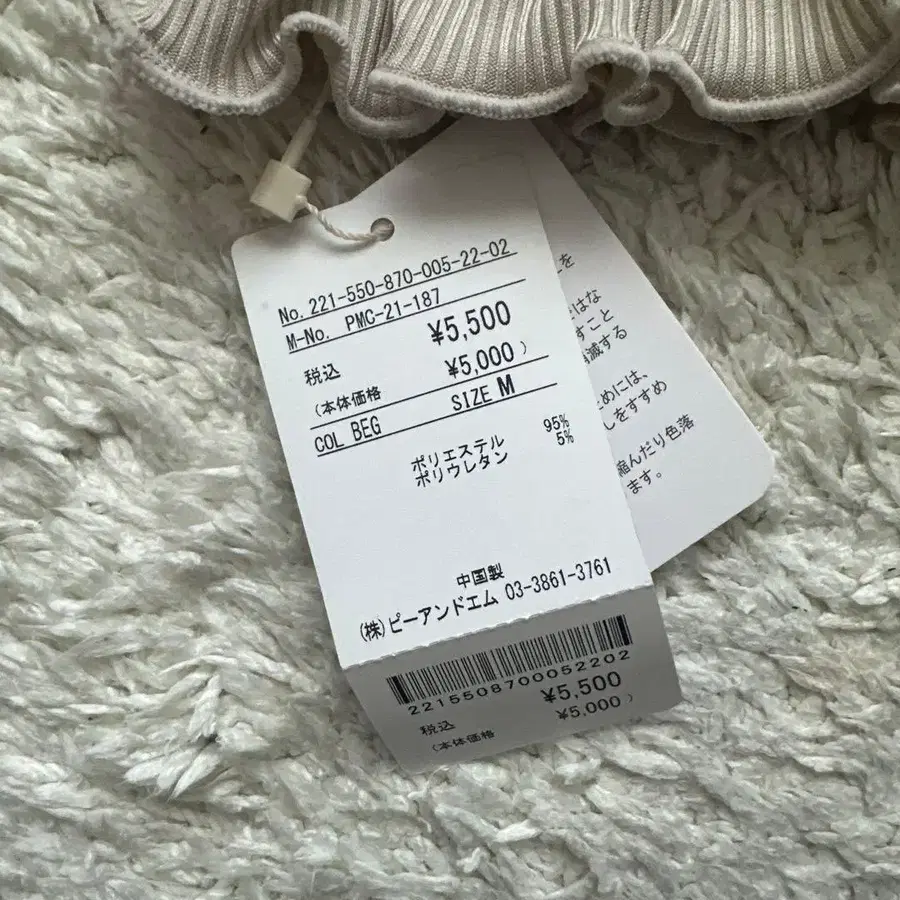 No. 221-550-870-005-22-02
M-No. PMC-21-187
¥5,500
税込
¥5,000)
(本体価格
COL BEG SIZE M
ポリエステル 95%
ポリウレタン 5%
中国製
(株)ピーアンドエム 03-3861-3761
2215508700052202
¥5,500
税込
¥5,000)
(本体価格
を
はな
すこと
減する
めには、
しをすすめ
縮んだり色落
ます。